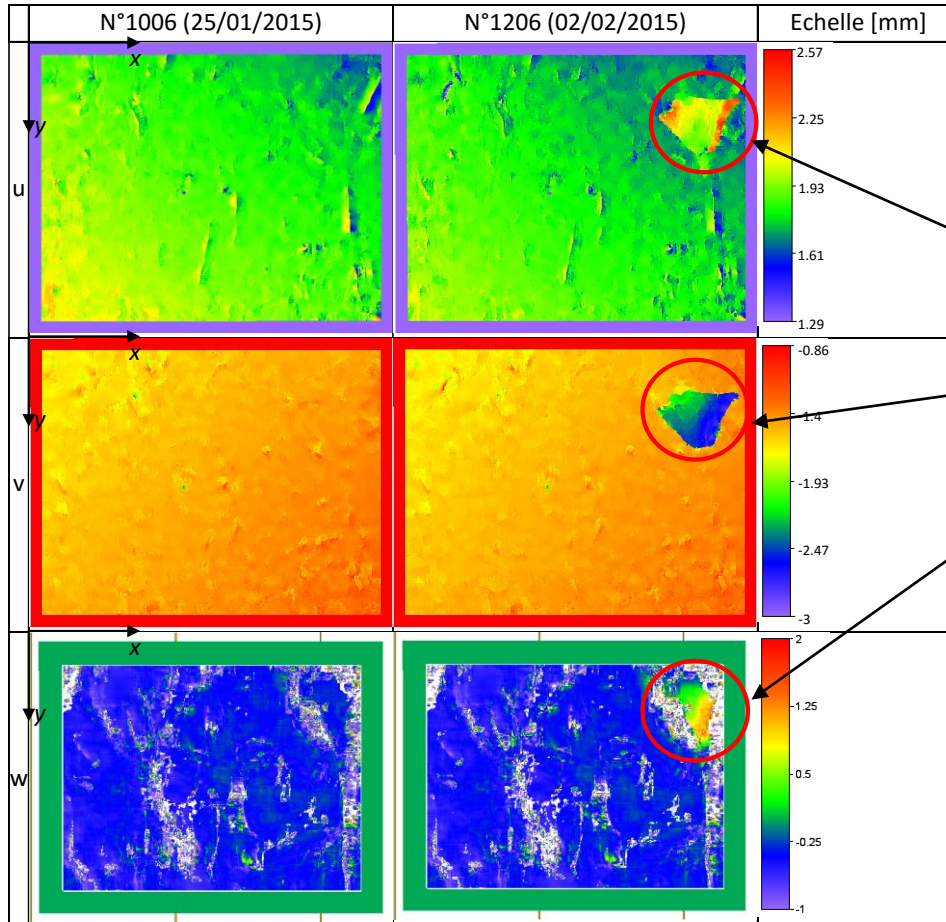 N°1006 (25/01/2015) N°1206 (02/02/2015) Echelle [mm]
x x
y y
u
2.57
2.25
1.93
1.61
1.29
x x
y y
v
-0.86
-1.4
-1.93
-2.47
-3
x x
y y
w
2
1.25
0.5
-0.25
-1